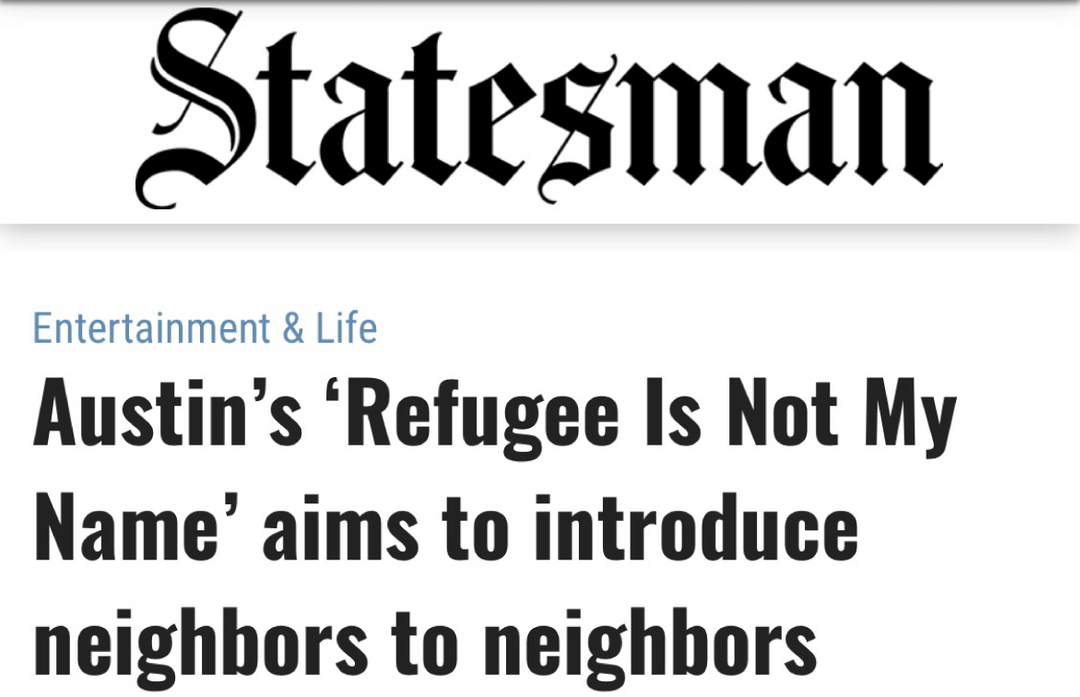 Statesman
Entertainment & Life
Austin’s ‘Refugee Is Not My
Name’ aims to introduce
neighbors to neighbors